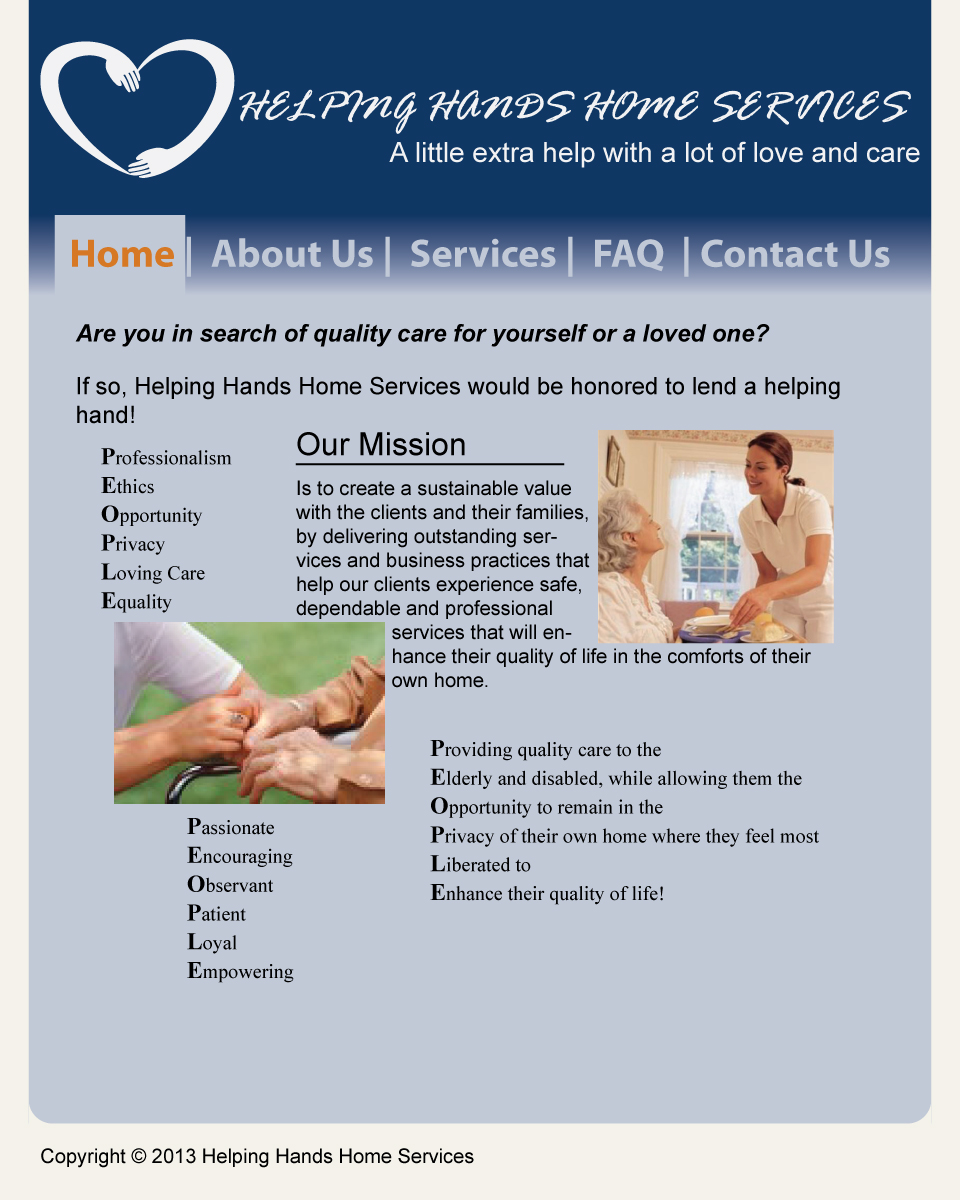 HELPING HANDS HOME SERVICES
A little extra help with a lot of love and care
Home | About Us | Services | FAQ | Contact Us
Are you in search of quality care for yourself or a loved one?
If so, Helping Hands Home Services would be honored to lend a helping
hand!
Professionalism
Ethics
Opportunity
Privacy
Loving Care
Equality
Our Mission
Is to create a sustainable value
with the clients and their families,
by delivering outstanding ser-
vices and business practices that
help our clients experience safe,
dependable and professional
services that will en-
hance their quality of life in the comforts of their
own home.
Passionate
Encouraging
Observant
Patient
Loyal
Empowering
Providing quality care to the
Elderly and disabled, while allowing them the
Opportunity to remain in the
Privacy of their own home where they feel most
Liberated to
Enhance their quality of life!
Copyright © 2013 Helping Hands Home Services